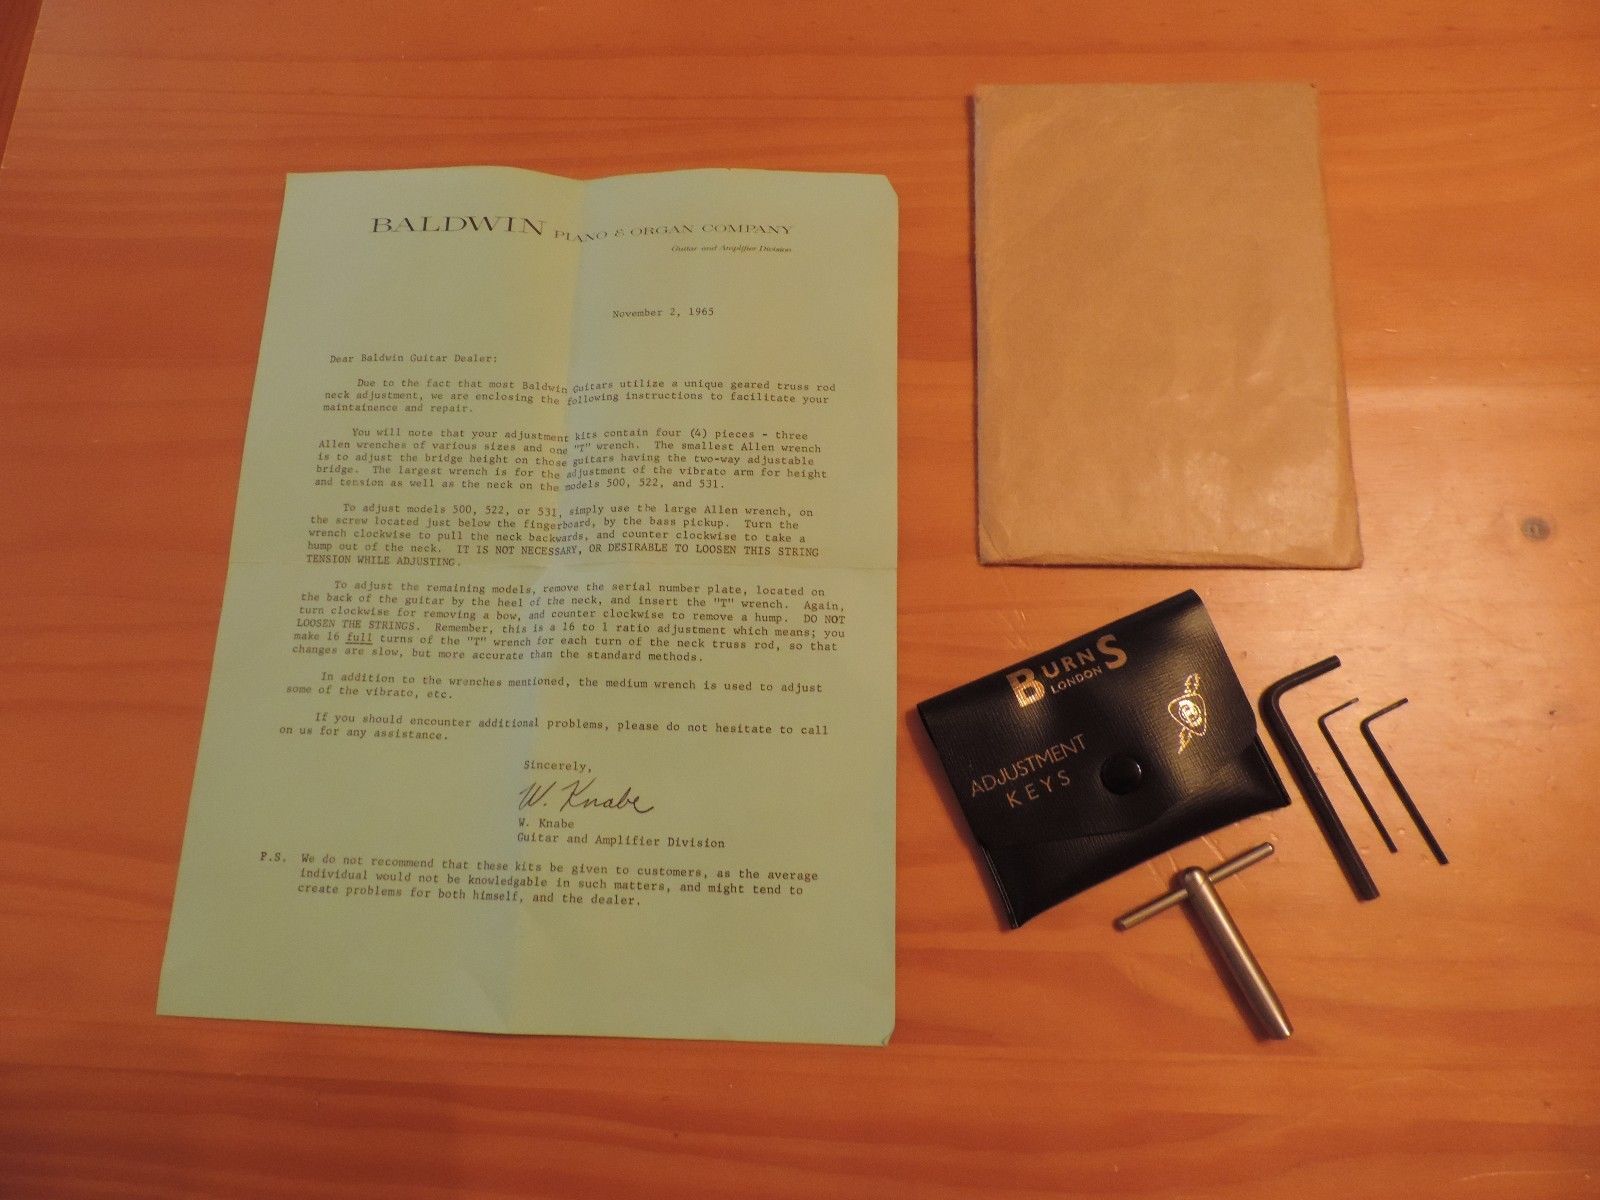 BALDWIN PIANO & ORGAN COMPANY
Guitar and Amplifier Division
November 2, 1965
Dear Baldwin Guitar Dealer:
Due to the fact that most Baldwin Guitars utilize a unique geared truss rod
neck adjustment, we are enclosing the following instructions to facilitate your
maintainence and repair.
You will note that your adjustment kits contain four (4) pieces - three
Allen wrenches of various sizes and one "T" wrench. The smallest Allen wrench
is to adjust the bridge height on those guitars having the two-way adjustable
bridge. The largest wrench is for the adjustment of the vibrato arm for height
and tension as well as the neck on the models 500, 522, and 531.
To adjust models 500, 522, or 531, simply use the large Allen wrench, on
the screw located just below the fingerboard, by the bass pickup. Turn the
wrench clockwise to pull the neck backwards, and counter clockwise to take a
hump out of the neck. IT IS NOT NECESSARY, OR DESIRABLE TO LOOSEN THIS STRING
TENSION WHILE ADJUSTING.
To adjust the remaining models, remove the serial number plate, located on
the back of the guitar by the heel of the neck, and insert the "T" wrench. Again,
turn clockwise for removing a bow, and counter clockwise to remove a hump. DO NOT
LOOSEN THE STRINGS. Remember, this is a 16 to 1 ratio adjustment which means; you
make 16 full turns of the "T" wrench for each turn of the neck truss rod, so that
changes are slow, but more accurate than the standard methods.
In addition to the wrenches mentioned, the medium wrench is used to adjust
some of the vibrato, etc.
If you should encounter additional problems, please do not hesitate to call
on us for any assistance.
Sincerely,
W. Knabe
W. Knabe
Guitar and Amplifier Division
P.S. We do not recommend that these kits be given to customers, as the average
individual would not be knowledgable in such matters, and might tend to
create problems for both himself, and the dealer.
BURNS
LONDON
ADJUSTMENT
KEYS